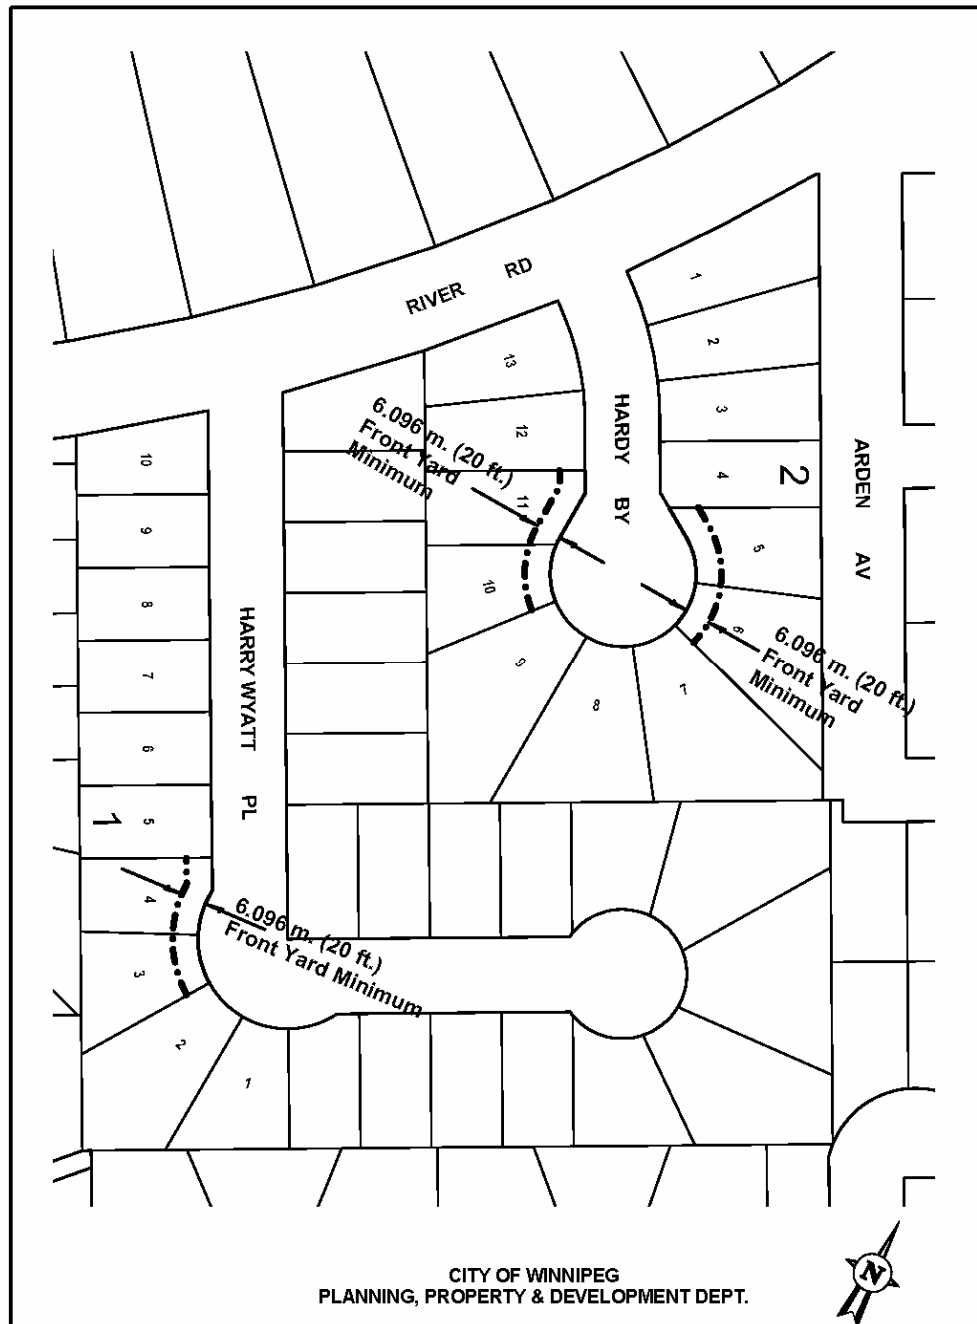 RIVER RD
1
2
3
4
5
6
7
8
9
10
11
12
13
2
HARDY BY
ARDEN AV
6.096 m. (20 ft.)
Front Yard
Minimum
6.096 m. (20 ft.)
Front Yard
Minimum
10
9
8
7
6
5
4
3
2
1
1
HARRY WYATT PL
6.096 m. (20 ft.)
Front Yard Minimum
N
CITY OF WINNIPEG
PLANNING, PROPERTY & DEVELOPMENT DEPT.